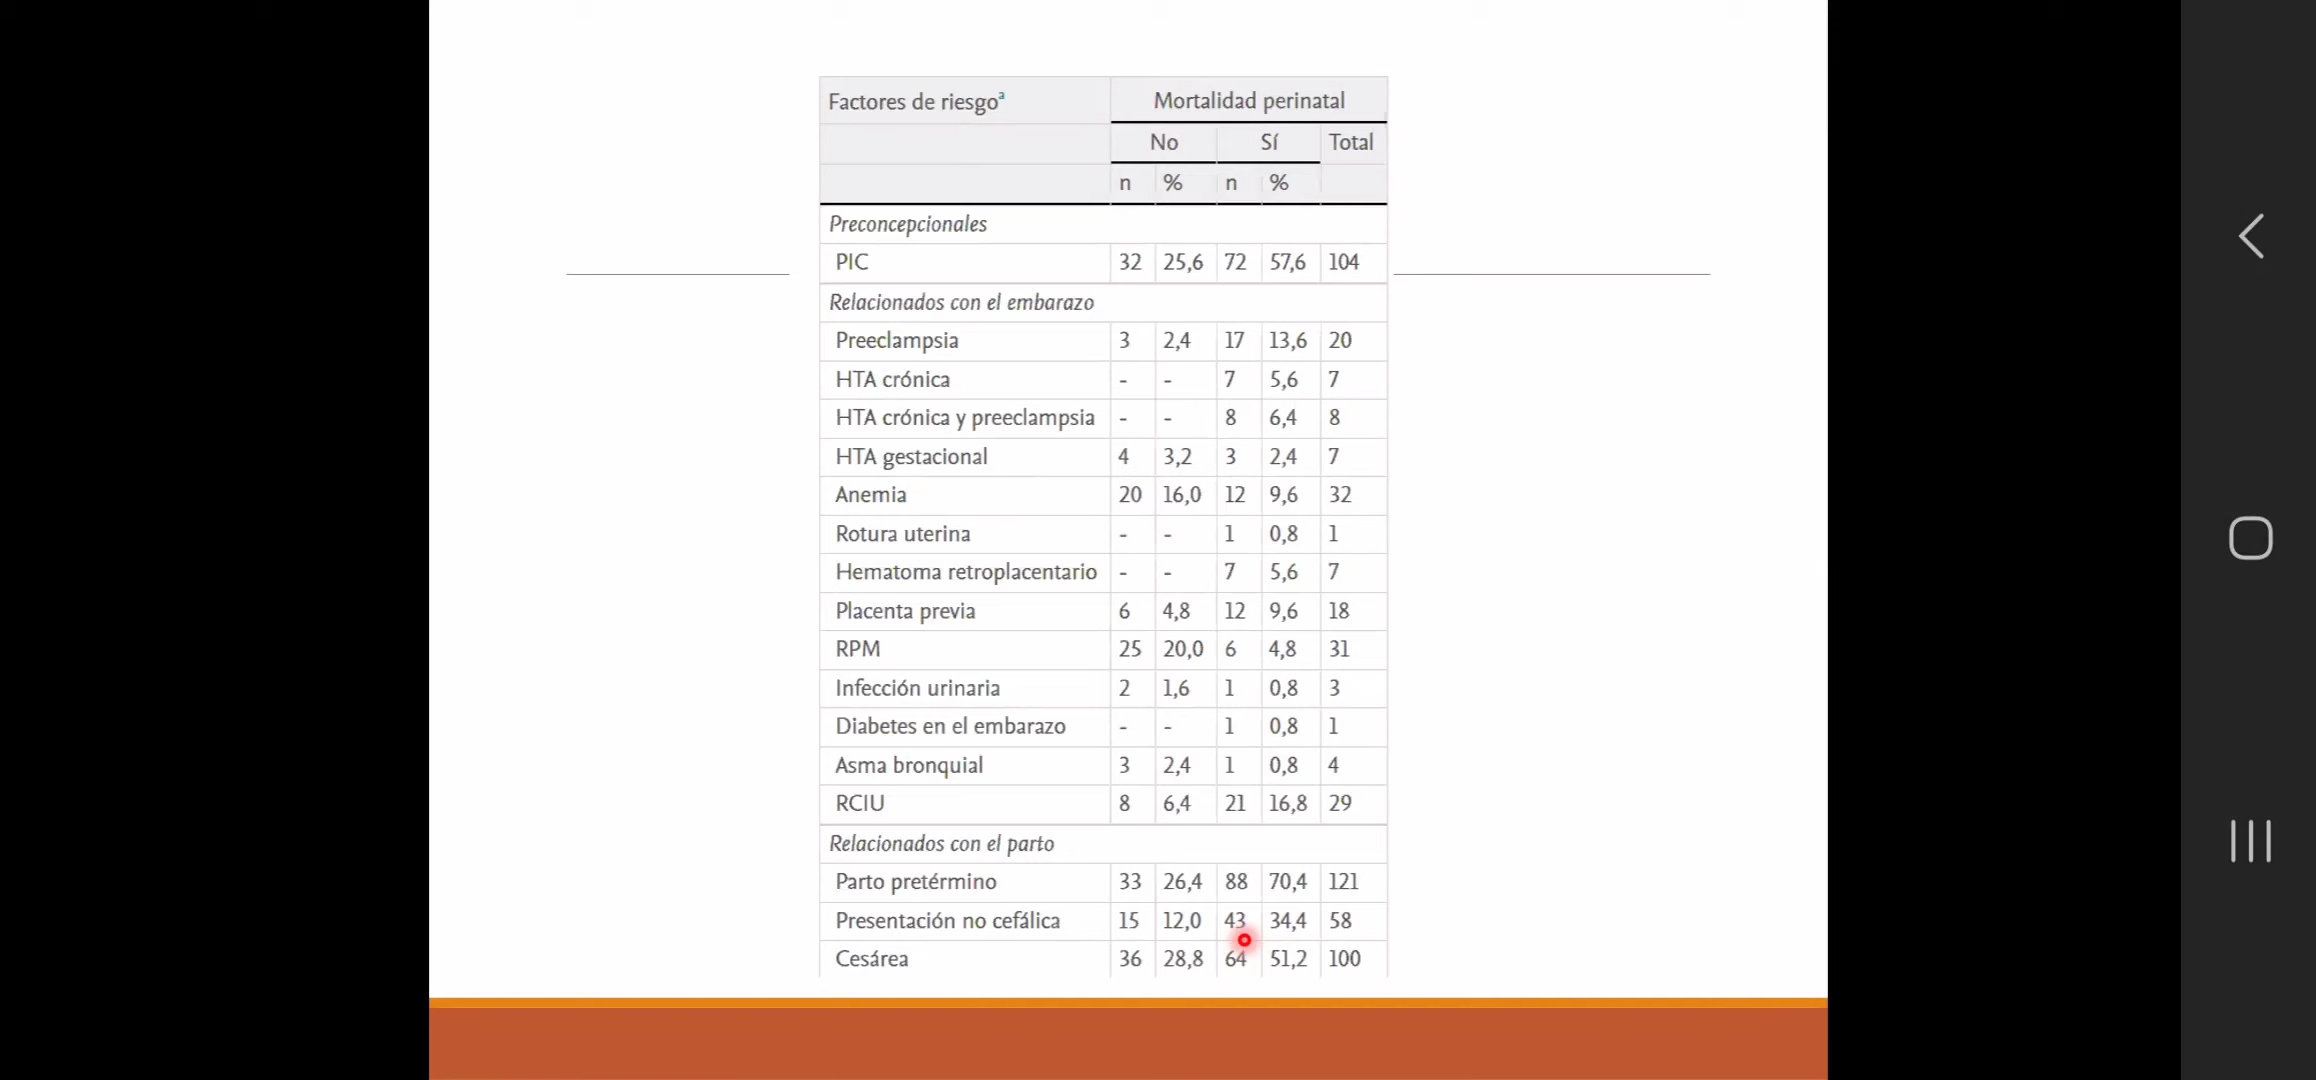 Factores de riesgoª Mortalidad perinatal
No Sí Total
n % n %
Preconcepcionales
PIC 32 25,6 72 57,6 104
Relacionados con el embarazo
Preeclampsia 3 2,4 17 13,6 20
HTA crónica - - 7 5,6 7
HTA crónica y preeclampsia - - 8 6,4 8
HTA gestacional 4 3,2 3 2,4 7
Anemia 20 16,0 12 9,6 32
Rotura uterina - - 1 0,8 1
Hematoma retroplacentario - - 7 5,6 7
Placenta previa 6 4,8 12 9,6 18
RPM 25 20,0 6 4,8 31
Infección urinaria 2 1,6 1 0,8 3
Diabetes en el embarazo - - 1 0,8 1
Asma bronquial 3 2,4 1 0,8 4
RCIU 8 6,4 21 16,8 29
Relacionados con el parto
Parto pretérmino 33 26,4 88 70,4 121
Presentación no cefálica 15 12,0 43 34,4 58
Cesárea 36 28,8 64 51,2 100